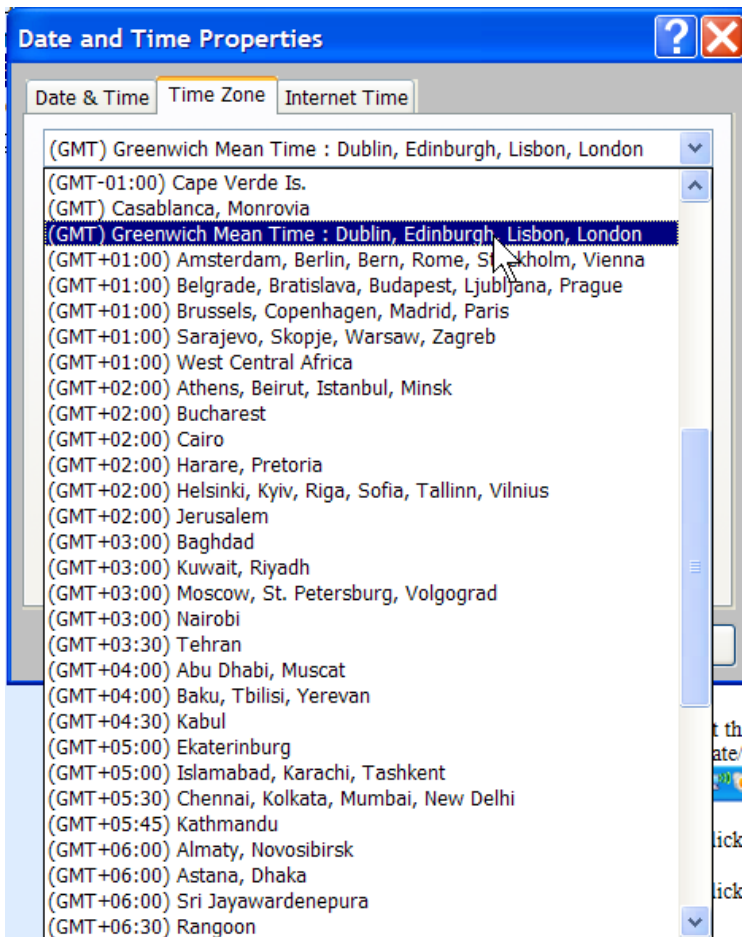 Date and Time Properties
Date & Time Time Zone Internet Time
(GMT) Greenwich Mean Time : Dublin, Edinburgh, Lisbon, London
(GMT-01:00) Cape Verde Is.
(GMT) Casablanca, Monrovia
(GMT) Greenwich Mean Time : Dublin, Edinburgh, Lisbon, London
(GMT+01:00) Amsterdam, Berlin, Bern, Rome, Stockholm, Vienna
(GMT+01:00) Belgrade, Bratislava, Budapest, Ljubljana, Prague
(GMT+01:00) Brussels, Copenhagen, Madrid, Paris
(GMT+01:00) Sarajevo, Skopje, Warsaw, Zagreb
(GMT+01:00) West Central Africa
(GMT+02:00) Athens, Beirut, Istanbul, Minsk
(GMT+02:00) Bucharest
(GMT+02:00) Cairo
(GMT+02:00) Harare, Pretoria
(GMT+02:00) Helsinki, Kyiv, Riga, Sofia, Tallinn, Vilnius
(GMT+02:00) Jerusalem
(GMT+03:00) Baghdad
(GMT+03:00) Kuwait, Riyadh
(GMT+03:00) Moscow, St. Petersburg, Volgograd
(GMT+03:00) Nairobi
(GMT+03:30) Tehran
(GMT+04:00) Abu Dhabi, Muscat
(GMT+04:00) Baku, Tbilisi, Yerevan
(GMT+04:30) Kabul
(GMT+05:00) Ekaterinburg
(GMT+05:00) Islamabad, Karachi, Tashkent
(GMT+05:30) Chennai, Kolkata, Mumbai, New Delhi
(GMT+05:45) Kathmandu
(GMT+06:00) Almaty, Novosibirsk
(GMT+06:00) Astana, Dhaka
(GMT+06:00) Sri Jayawardenepura
(GMT+06:30) Rangoon